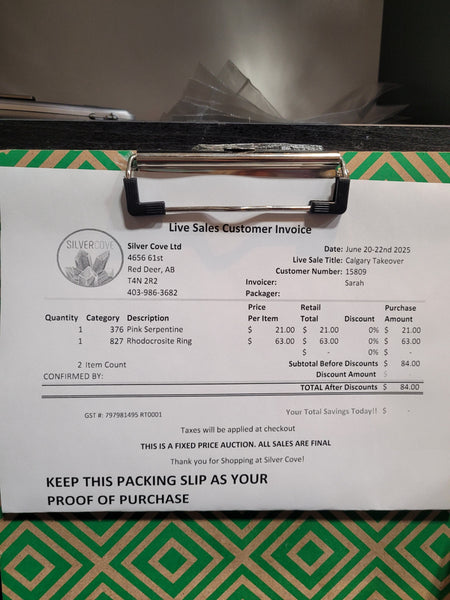 Live Sales Customer Invoice
SILVERCOVE
Silver Cove Ltd
4656 61st
Red Deer, AB
T4N 2R2
403-986-3682
Date: June 20-22nd 2025
Live Sale Title: Calgary Takeover
Customer Number: 15809
Invoicer: Sarah
Packager:
Quantity Category Description Price Per Item Retail Total Discount Purchase Amount
1 376 Pink Serpentine $ 21.00 $ 21.00 0% $ 21.00
1 827 Rhodocrosite Ring $ 63.00 $ 63.00 0% $ 63.00
$ - 0% $ -
2 Item Count Subtotal Before Discounts $ 84.00
CONFIRMED BY: Discount Amount $ -
TOTAL After Discounts $ 84.00
GST #: 797981495 RT0001 Your Total Savings Today!! $ -
Taxes will be applied at checkout
THIS IS A FIXED PRICE AUCTION. ALL SALES ARE FINAL
Thank you for Shopping at Silver Cove!
KEEP THIS PACKING SLIP AS YOUR
PROOF OF PURCHASE